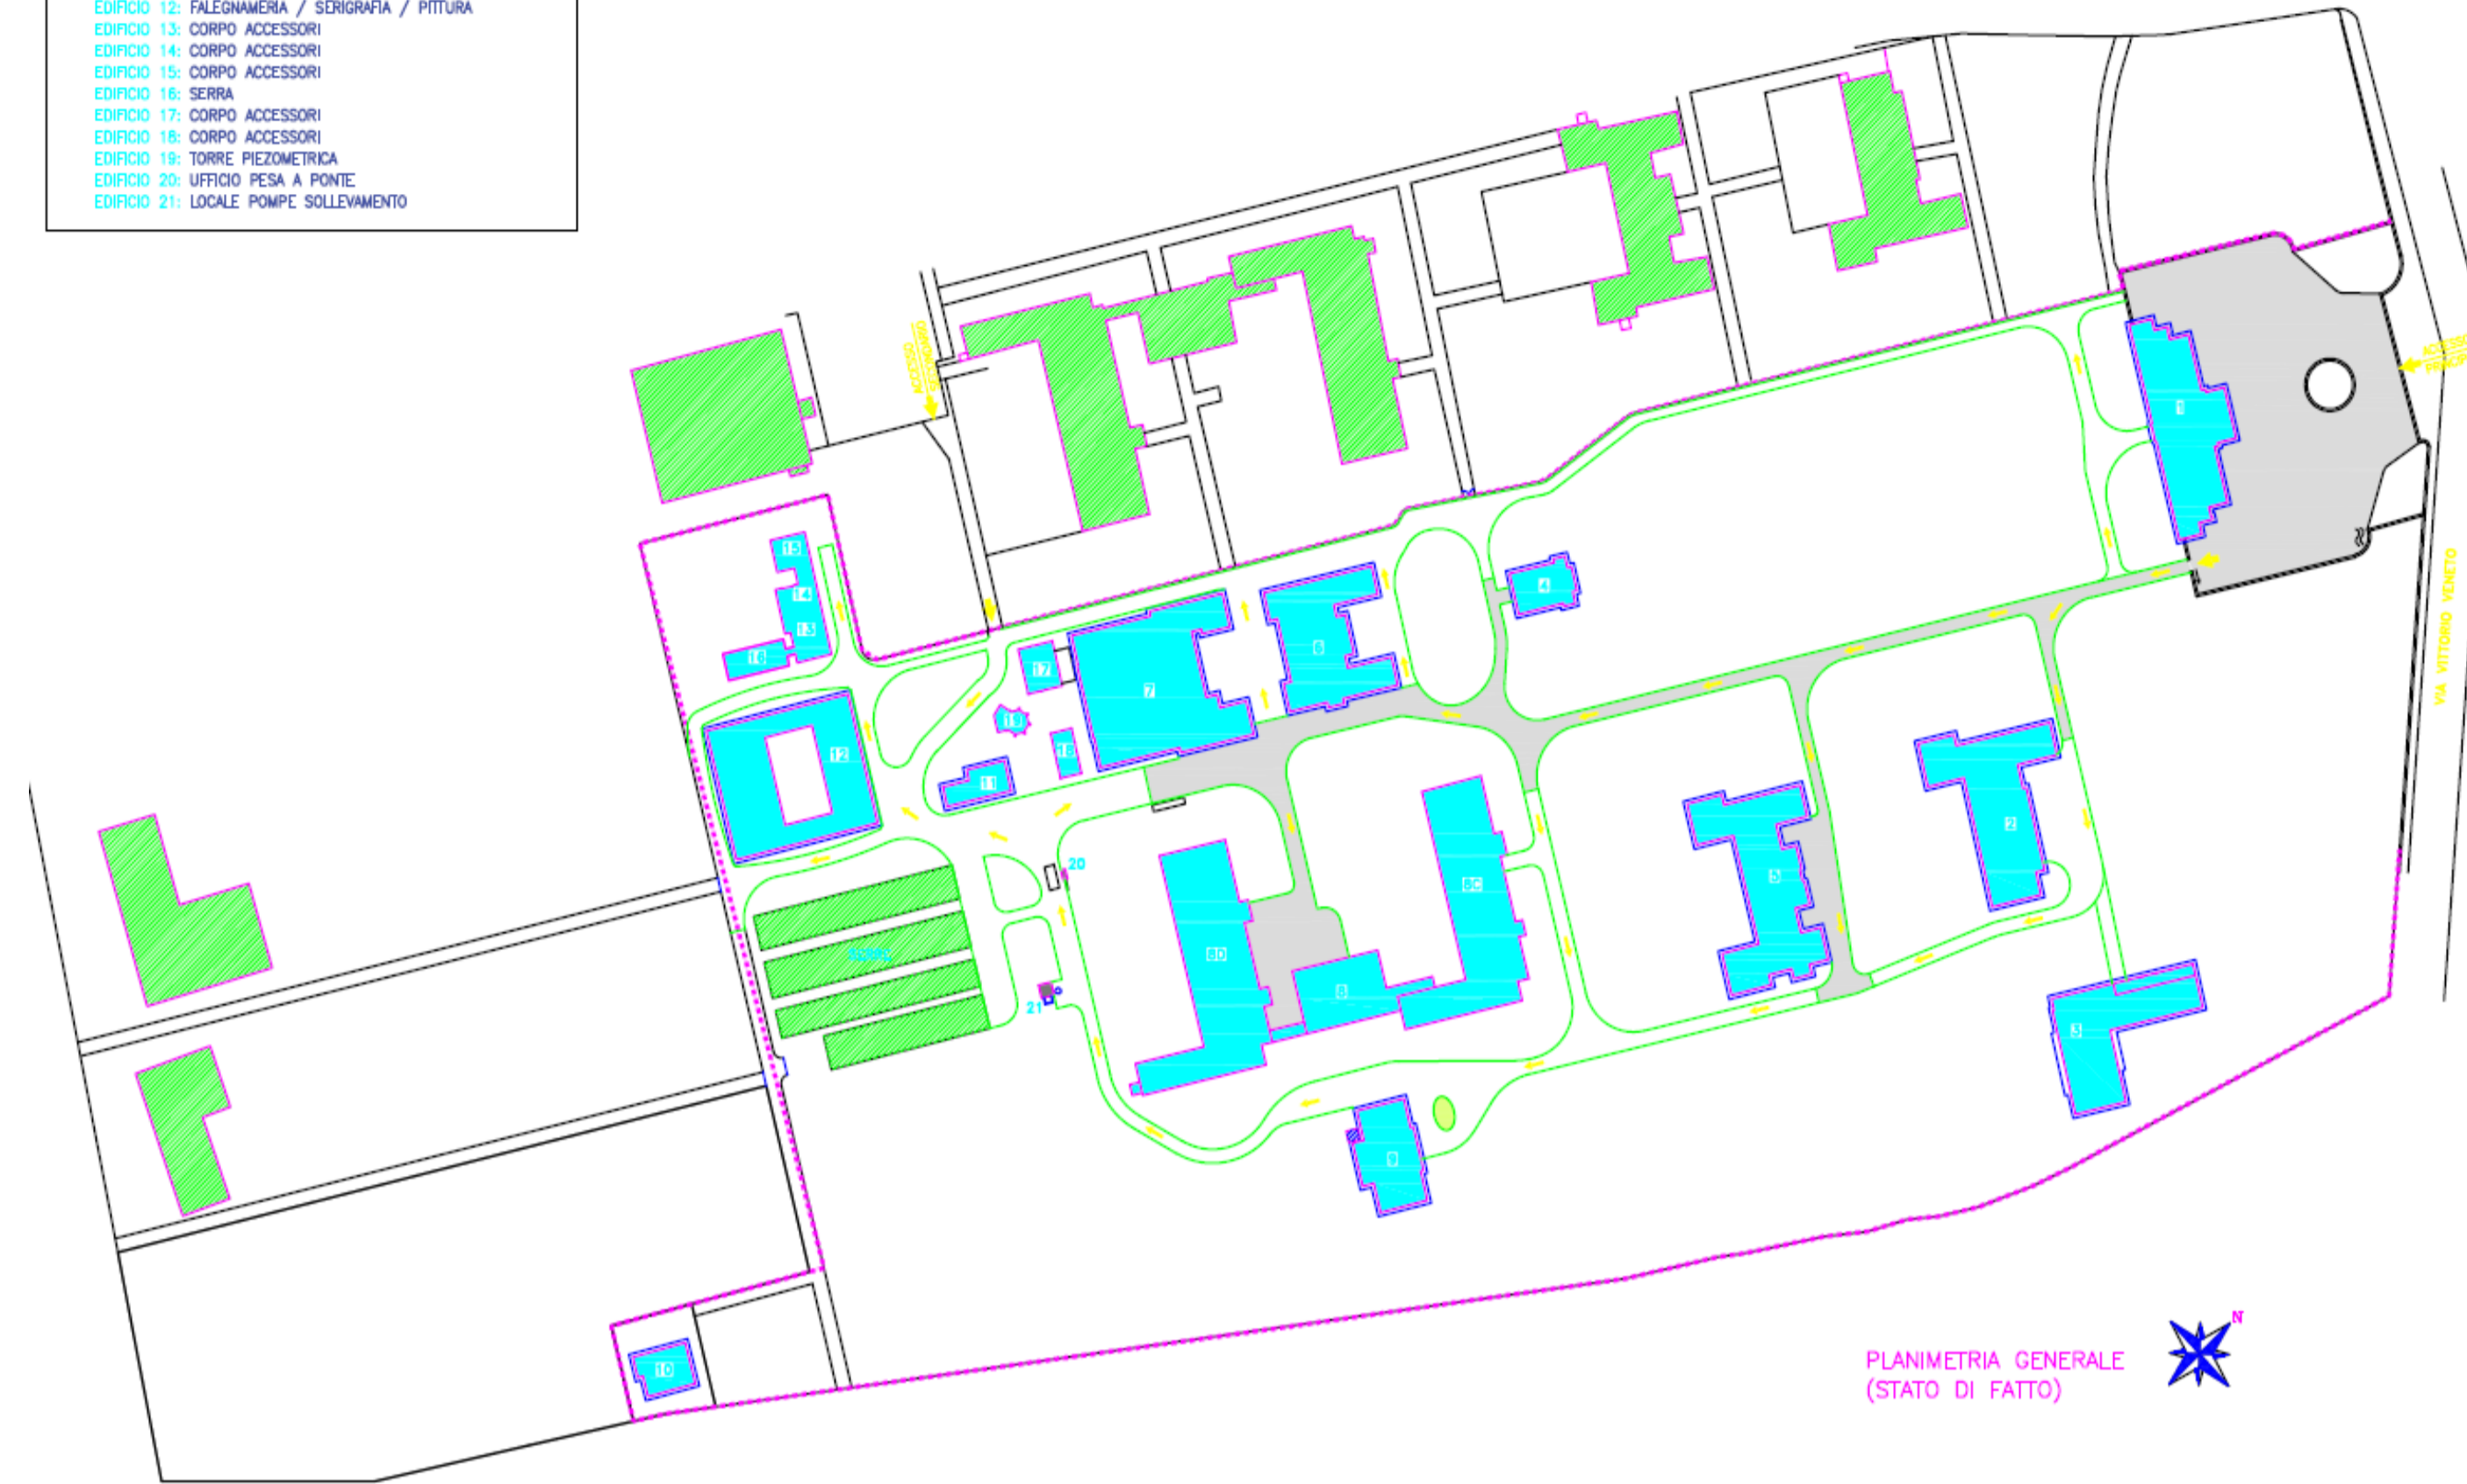 EDIFICIO 12: FALEGNAMERIA / SERIGRAFIA / PITTURA
EDIFICIO 13: CORPO ACCESSORI
EDIFICIO 14: CORPO ACCESSORI
EDIFICIO 15: CORPO ACCESSORI
EDIFICIO 16: SERRA
EDIFICIO 17: CORPO ACCESSORI
EDIFICIO 18: CORPO ACCESSORI
EDIFICIO 19: TORRE PIEZOMETRICA
EDIFICIO 20: UFFICIO PESA A PONTE
EDIFICIO 21: LOCALE POMPE SOLLEVAMENTO
ACCESSO
ACCESSO
1
15
14
13
16
17
7
6
4
19
18
11
12
20
8C
8D
8
5
2
3
SERRE
21
9
10
VIA VITTORIO VENETO
N
PLANIMETRIA GENERALE
(STATO DI FATTO)